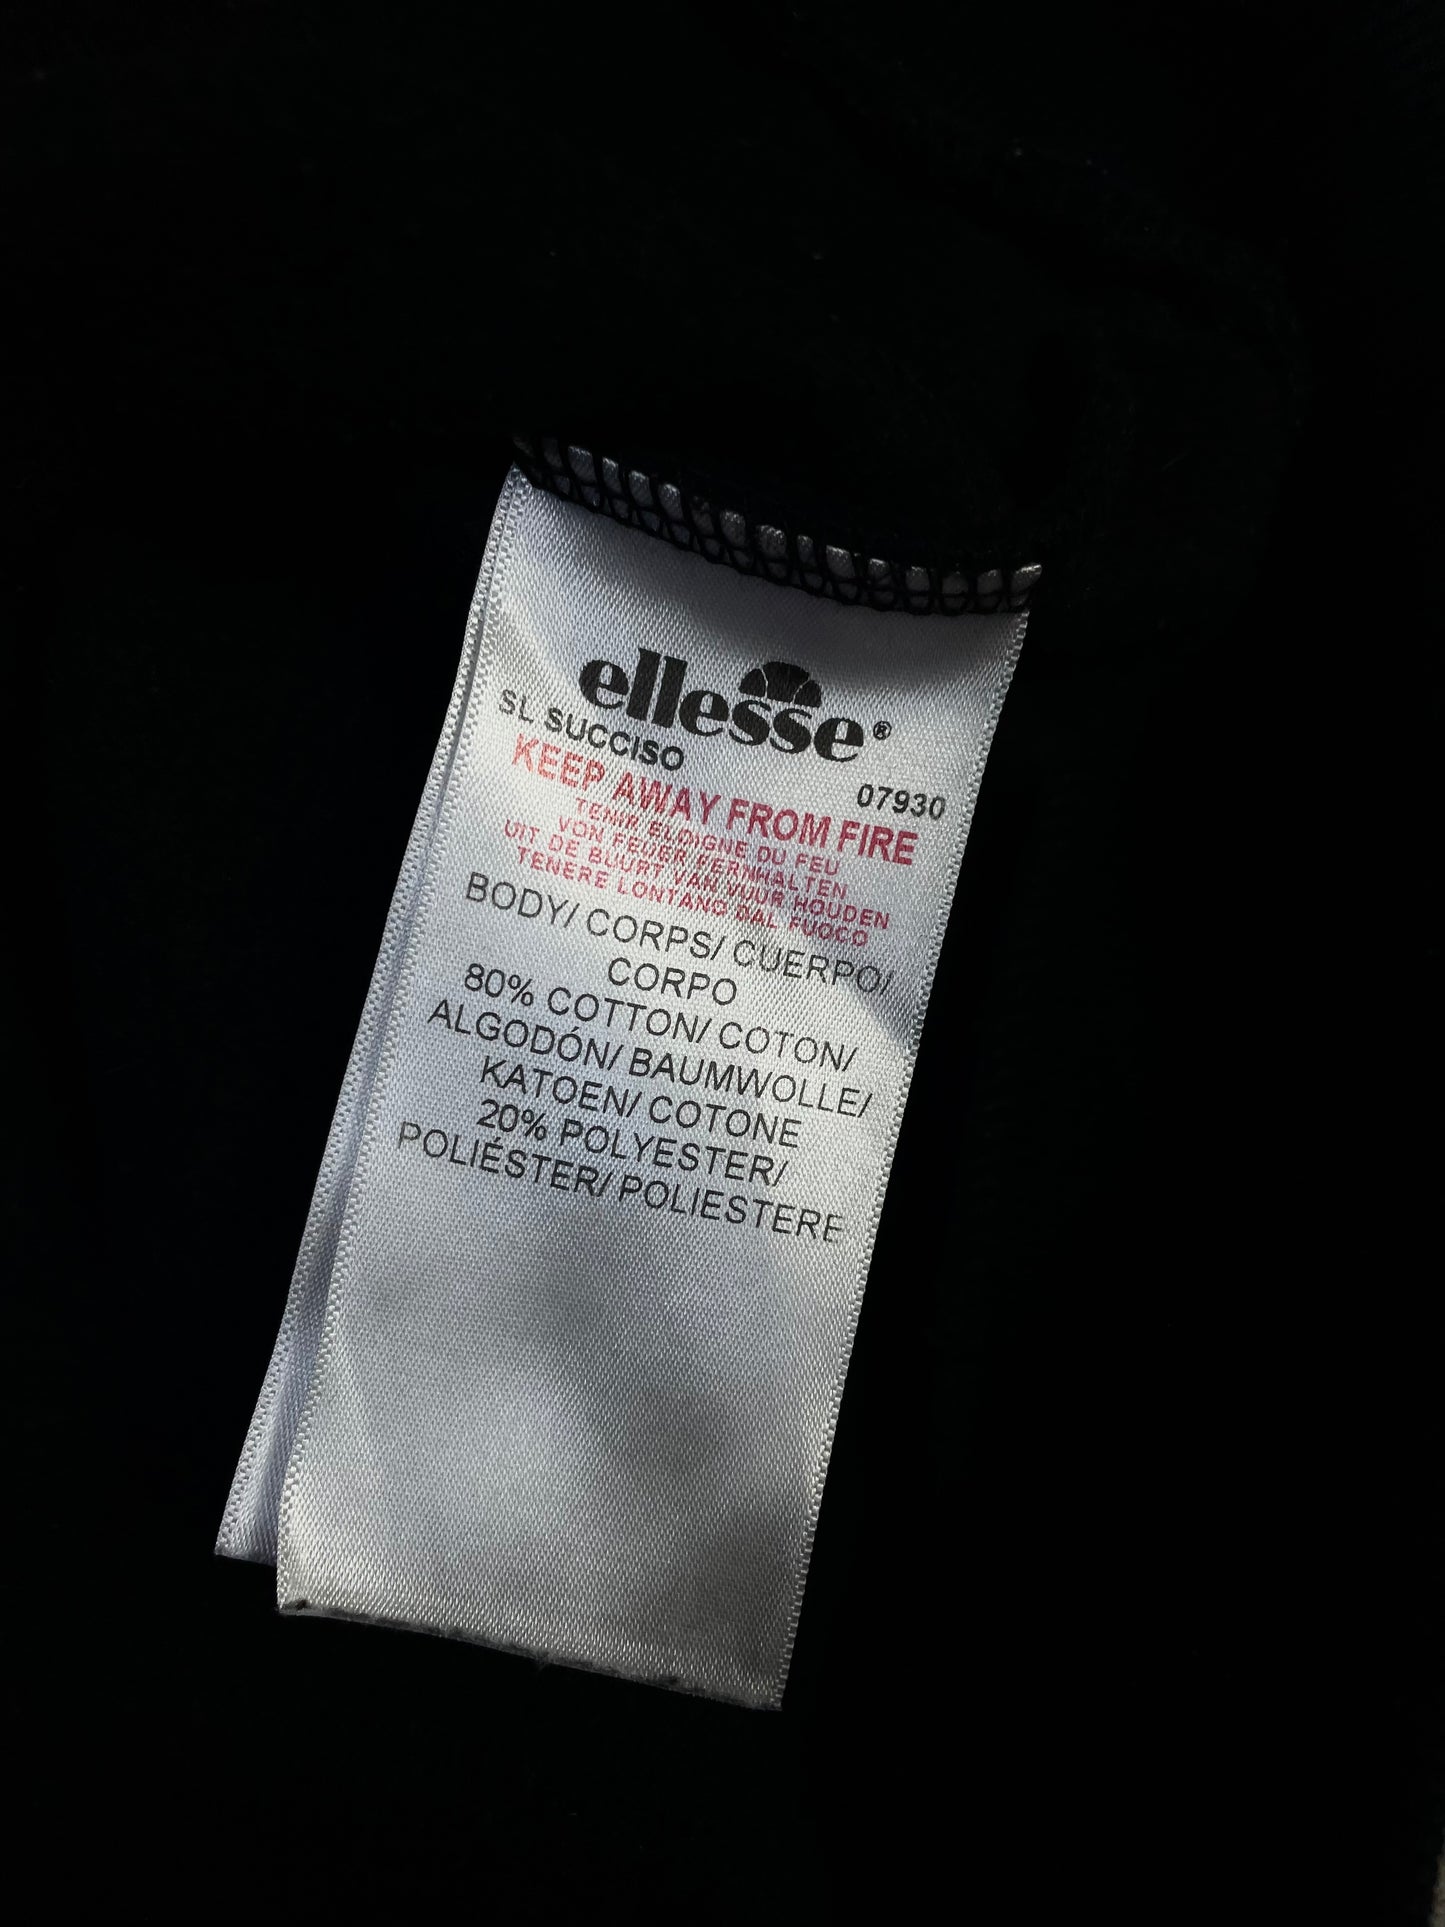 ellesse®
SL SUCCISO
07930
KEEP AWAY FROM FIRE
TENIR ELOIGNE DU FEU
VON FEUER FERNHALTEN
UIT DE BUURT VAN VUUR HOUDEN
TENERE LONTANO DAL FUOCO
BODY/ CORPS/ CUERPO/
CORPO
80% COTTON/ COTON/
ALGODÓN/ BAUMWOLLE/
KATOEN/ COTONE
20% POLYESTER/
POLIÉSTER/ POLIESTERE